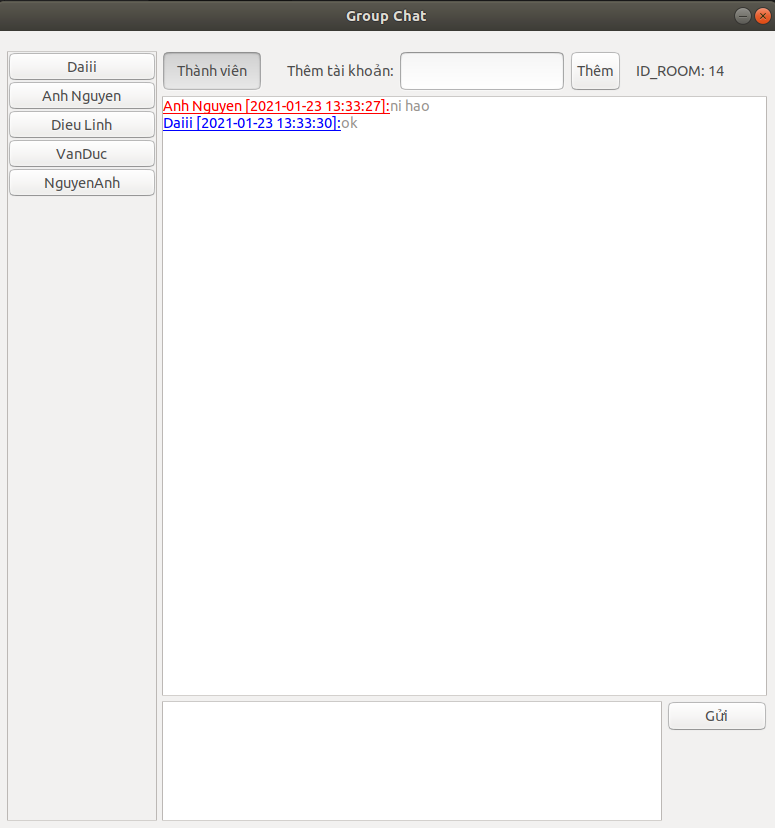 Group Chat
Daiii
Anh Nguyen
Dieu Linh
VanDuc
NguyenAnh
Thành viên
Thêm tài khoản:
Thêm
ID_ROOM: 14
Anh Nguyen [2021-01-23 13:33:27]:ni hao
Daiii [2021-01-23 13:33:30]:ok
Gửi